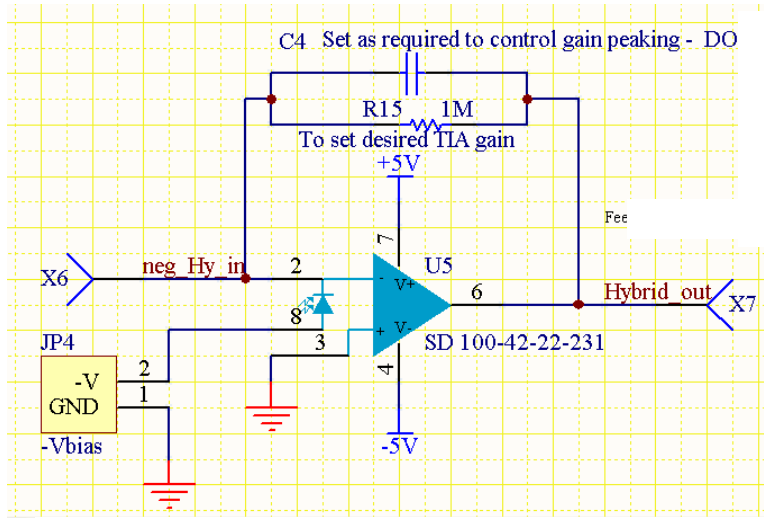 C4 Set as required to control gain peaking - DO
R15 1M
To set desired TIA gain
+5V
7
U5
X6 neg_Hy_in 2
- V+
6 Hybrid_out X7
8
+ V-
3
SD 100-42-22-231
4
-5V
JP4
-V 2
GND 1
-Vbias